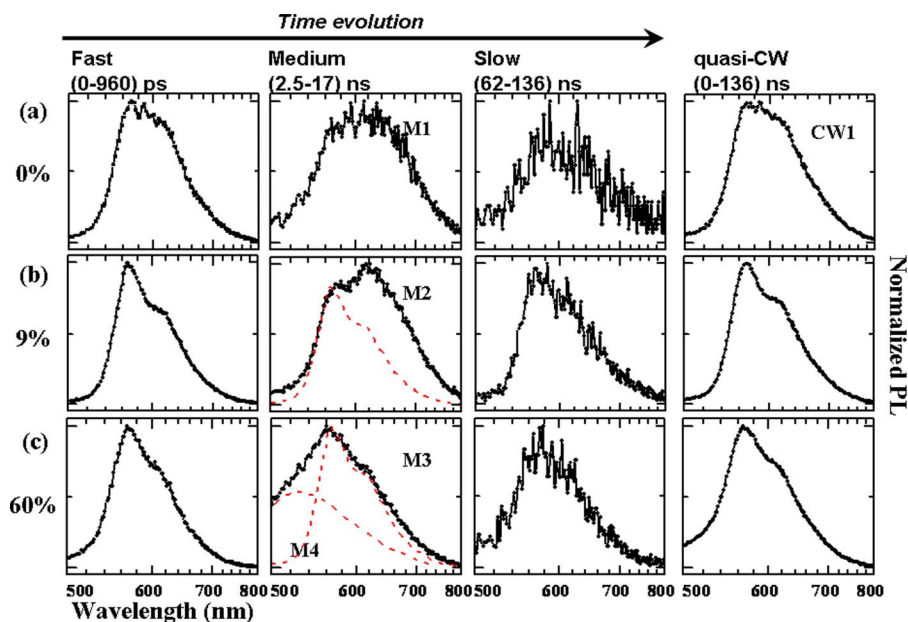 Time evolution
Fast
(0-960) ps
Medium
(2.5-17) ns
Slow
(62-136) ns
quasi-CW
(0-136) ns
(a)
0%
M1
CW1
(b)
9%
M2
(c)
60%
M3
M4
Normalized PL
500 600 700 800 500 600 700 800 500 600 700 800 500 600 700 800
Wavelength (nm)